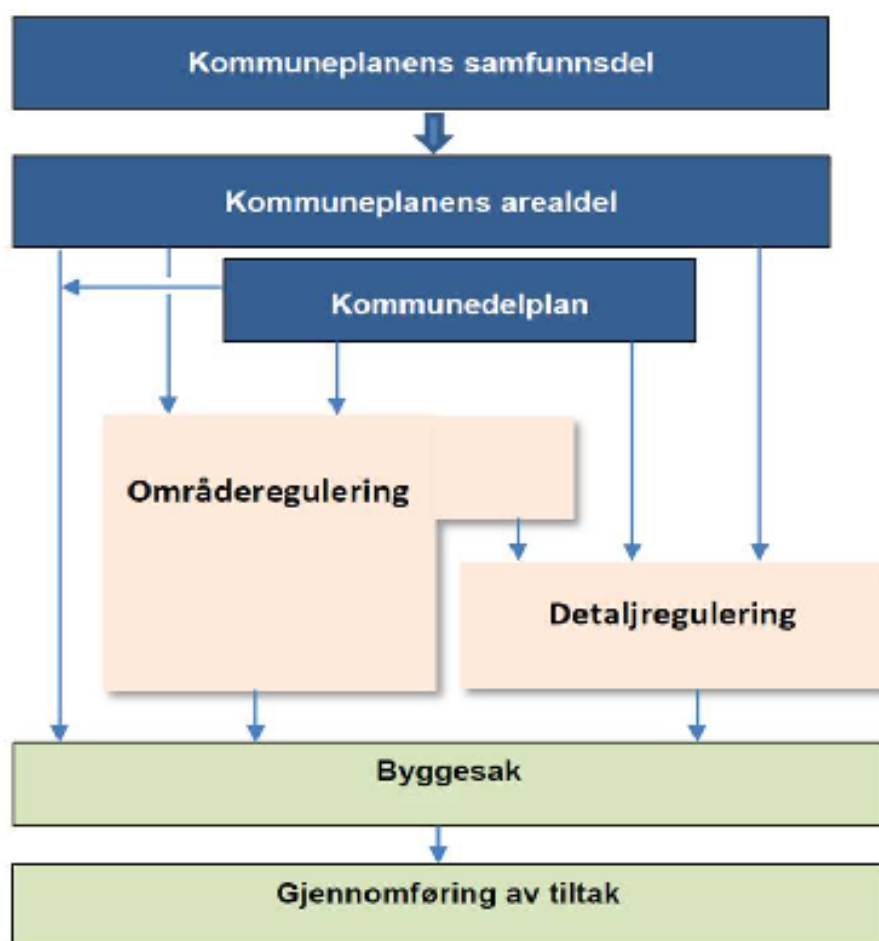 Kommuneplanens samfunnsdel
Kommuneplanens arealdel
Kommunedelplan
Områderegulering
Detaljregulering
Byggesak
Gjennomføring av tiltak